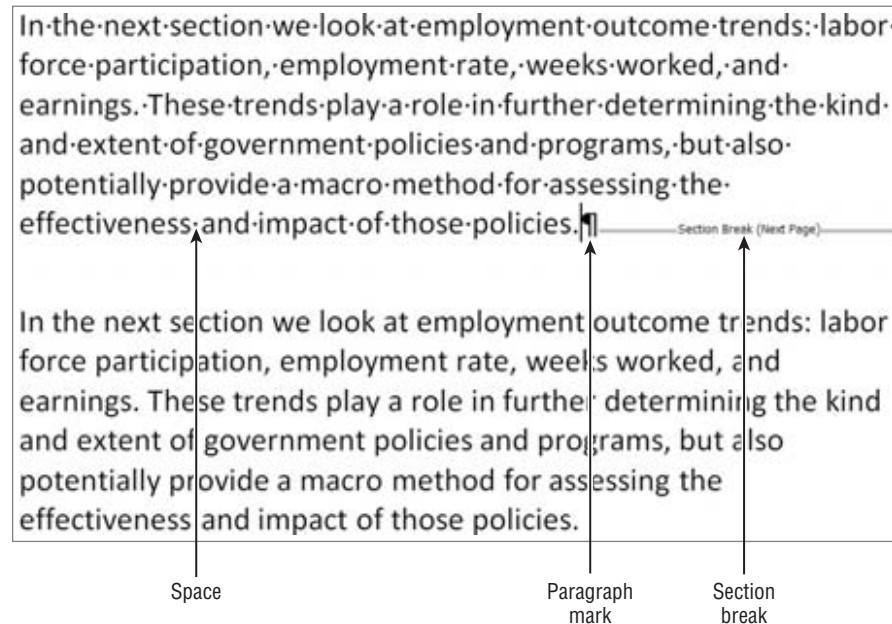 In·the·next·section·we·look·at·employment·outcome·trends:·labor·
force·participation,·employment·rate,·weeks·worked,·and·
earnings.·These·trends·play·a·role·in·further·determining·the·kind·
and·extent·of·government·policies·and·programs,·but·also·
potentially·provide·a·macro·method·for·assessing·the·
effectiveness·and·impact·of·those·policies.¶ Section Break (Next Page)
In the next section we look at employment outcome trends: labor
force participation, employment rate, weeks worked, and
earnings. These trends play a role in further determining the kind
and extent of government policies and programs, but also
potentially provide a macro method for assessing the
effectiveness and impact of those policies.
Space
Paragraph
mark
Section
break